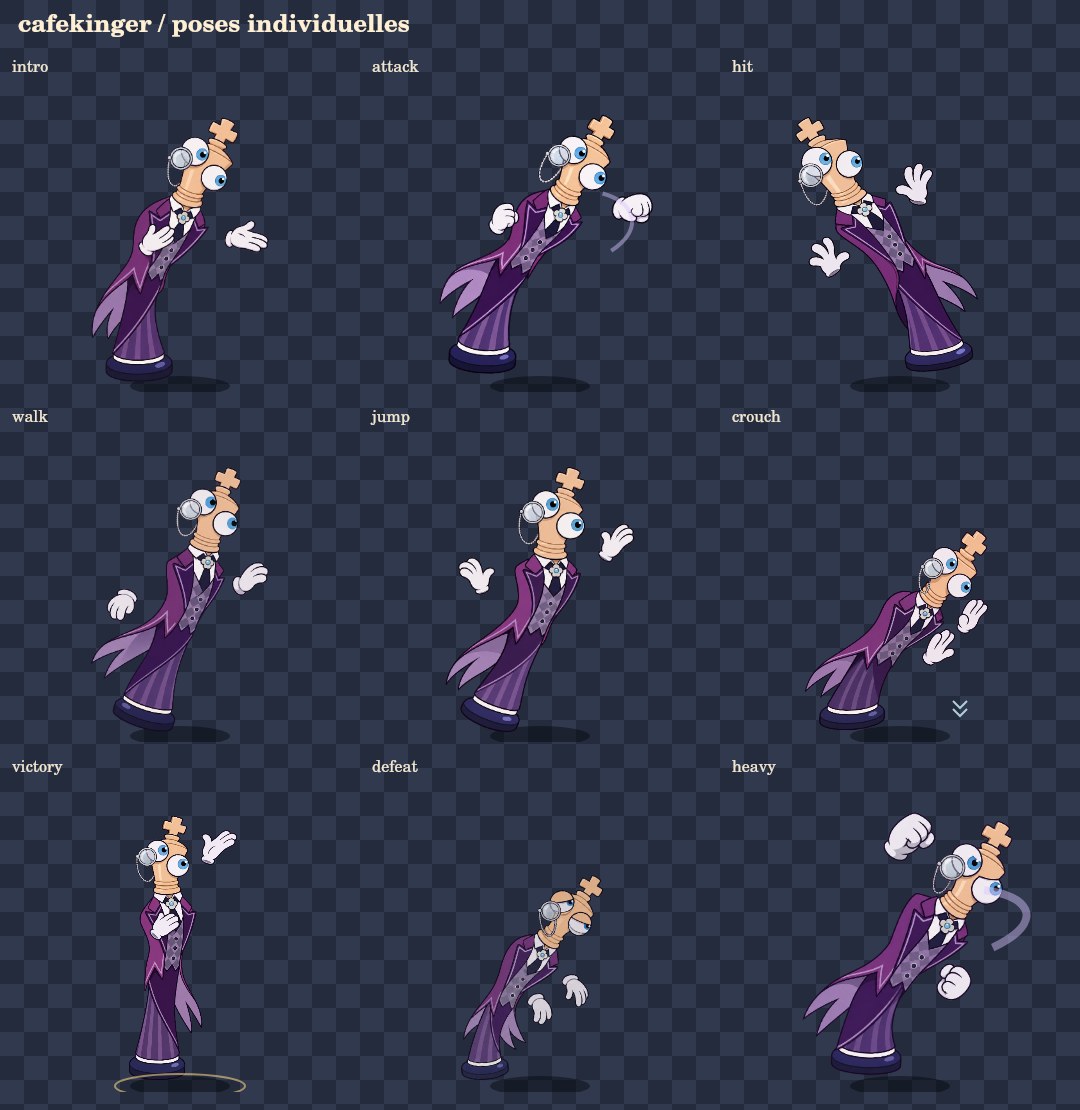 cafekinger / poses individuelles
intro
attack
hit
walk
jump
crouch
victory
defeat
heavy